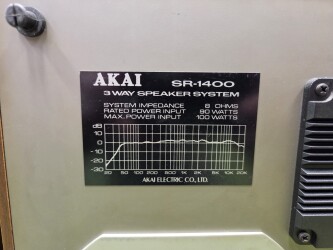 AKAI SR-1400
3 WAY SPEAKER SYSTEM
SYSTEM IMPEDANCE 6 OHMS
RATED POWER INPUT 80 WATTS
MAX. POWER INPUT 100 WATTS
dB
10
0
-10
-20
-30
20 50 100 200 500 1K 2K 5K 10K 20K
AKAI ELECTRIC CO., LTD.